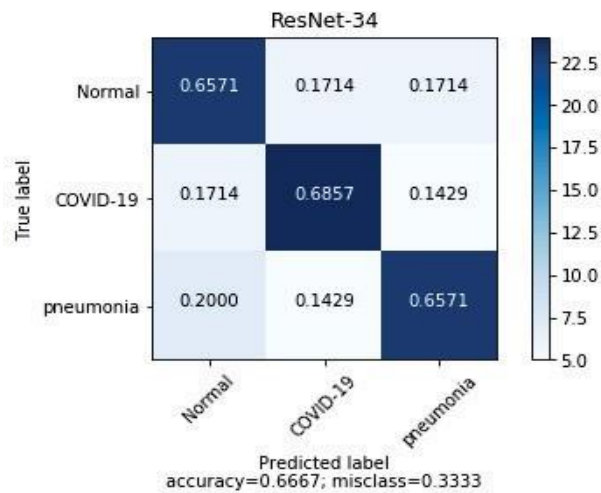 ResNet-34
22.5
Normal 0.6571 0.1714 0.1714
20.0
17.5
True label
COVID-19 0.1714 0.6857 0.1429
15.0
12.5
10.0
pneumonia 0.2000 0.1429 0.6571
7.5
5.0
Normal COVID-19 pneumonia
Predicted label
accuracy=0.6667; misclass=0.3333